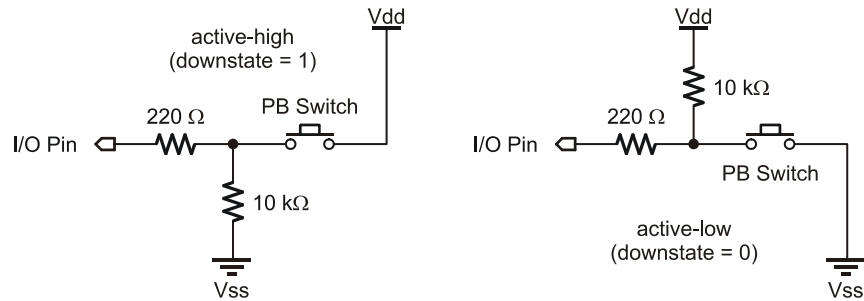 Vdd
active-high
(downstate = 1)
220 Ω
PB Switch
I/O Pin
10 kΩ
Vss
Vdd
10 kΩ
220 Ω
I/O Pin
PB Switch
active-low
(downstate = 0)
Vss